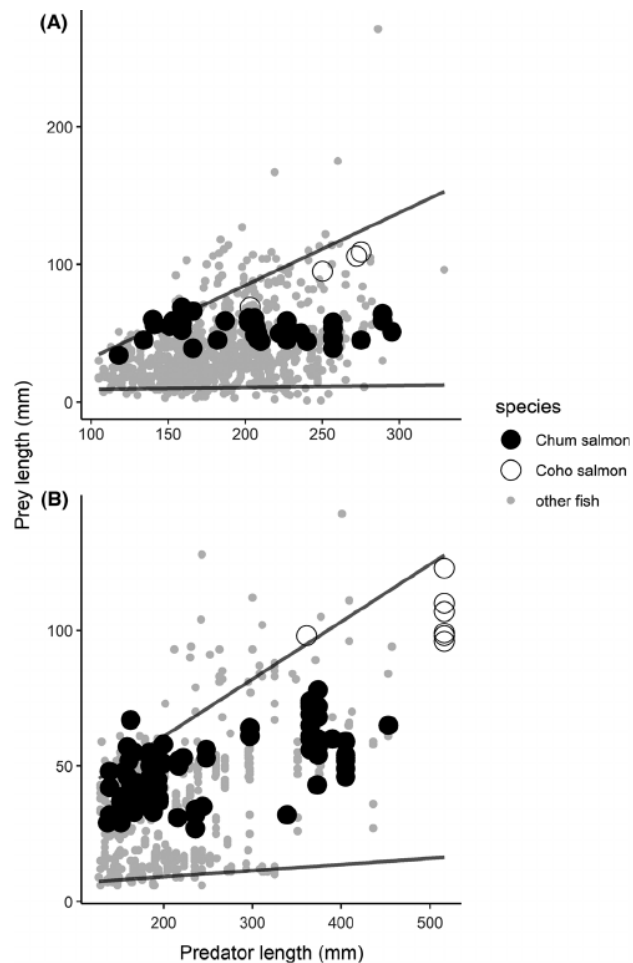 (A)
200
100
0
100
150
200
250
300
Prey length (mm)
species
Chum salmon
Coho salmon
other fish
(B)
100
50
0
200
300
400
500
Predator length (mm)